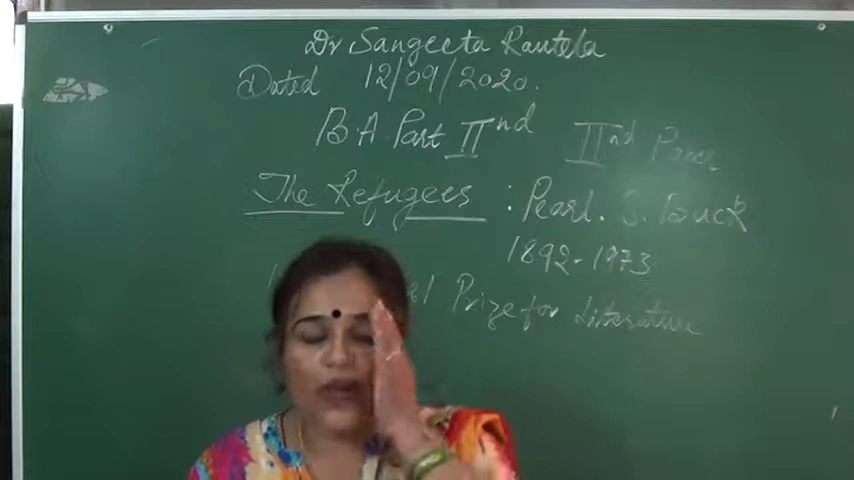 Dr Sangeeta Rautela
Dated 12/09/2020.
B A Part IInd IInd Paper
The Refugees : Pearl. S. Buck
1892-1973
Prize for Literature